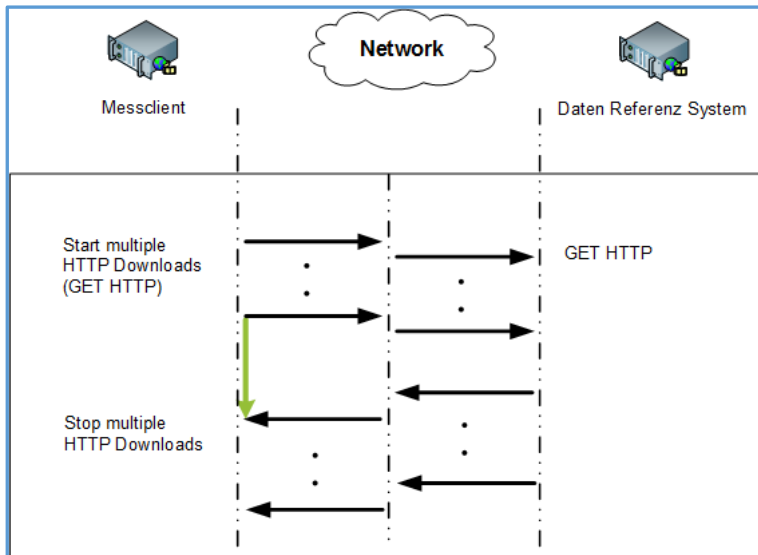 Network
Messclient
Daten Referenz System
Start multiple
HTTP Downloads
(GET HTTP)
GET HTTP
Stop multiple
HTTP Downloads